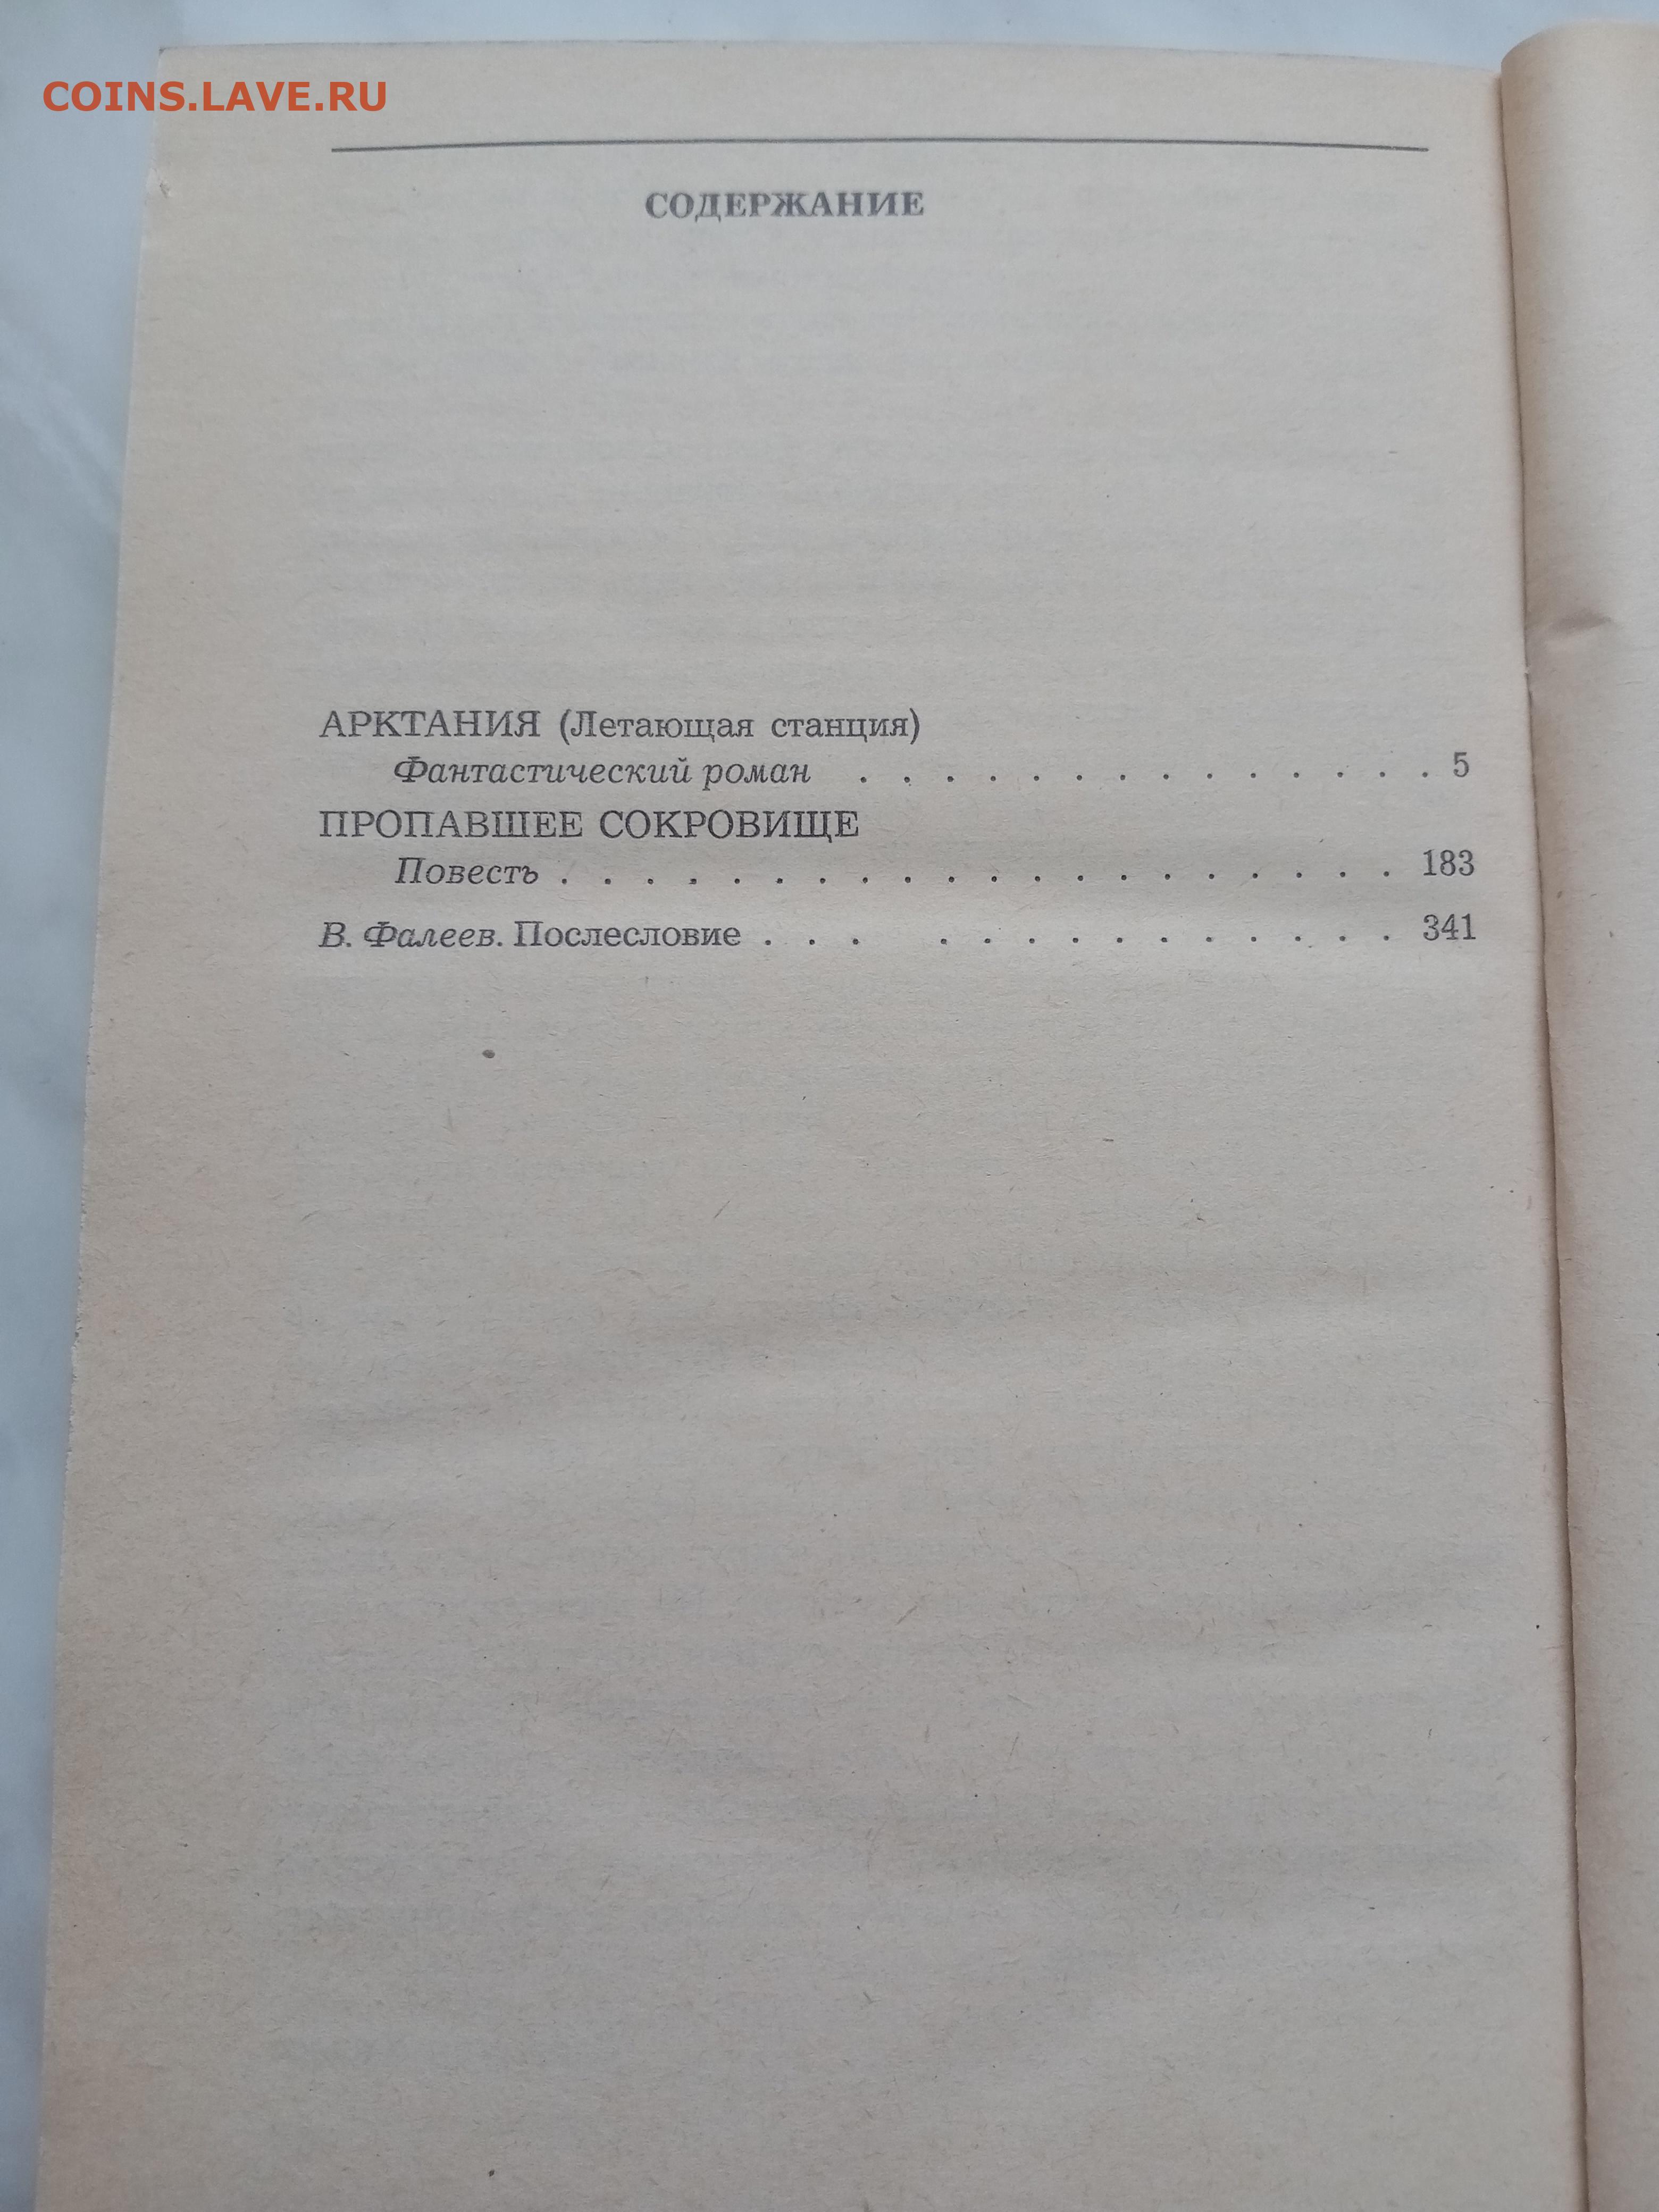 COINS.LAVE.RU
СОДЕРЖАНИЕ
АРКТАНИЯ (Летающая станция)
Фантастический роман . . . . . . . . . . . . . . 5
ПРОПАВШЕЕ СОКРОВИЩЕ
Повесть . . . . . . . . . . . . . . . . . . . . 183
В. Фалеев. Послесловие . . . . . . . . . . . . . . 341